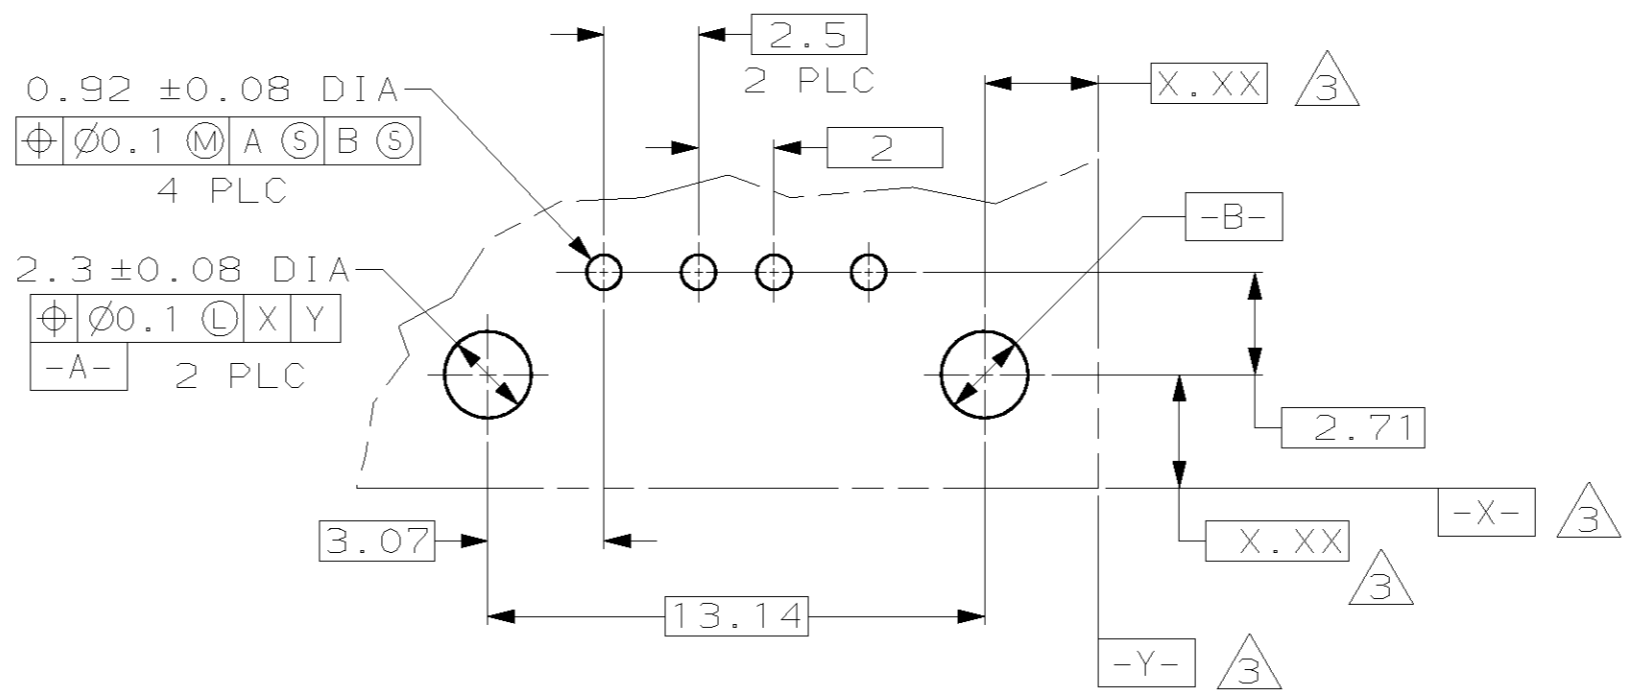 2.5
2 PLC
X.XX
3
0.92 ±0.08 DIA
⌖ Ø0.1 Ⓜ A Ⓢ B Ⓢ
4 PLC
2
-B-
2.3 ±0.08 DIA
⌖ Ø0.1 Ⓛ X Y
-A-
2 PLC
2.71
-X-
3
3.07
X.XX
3
13.14
-Y-
3